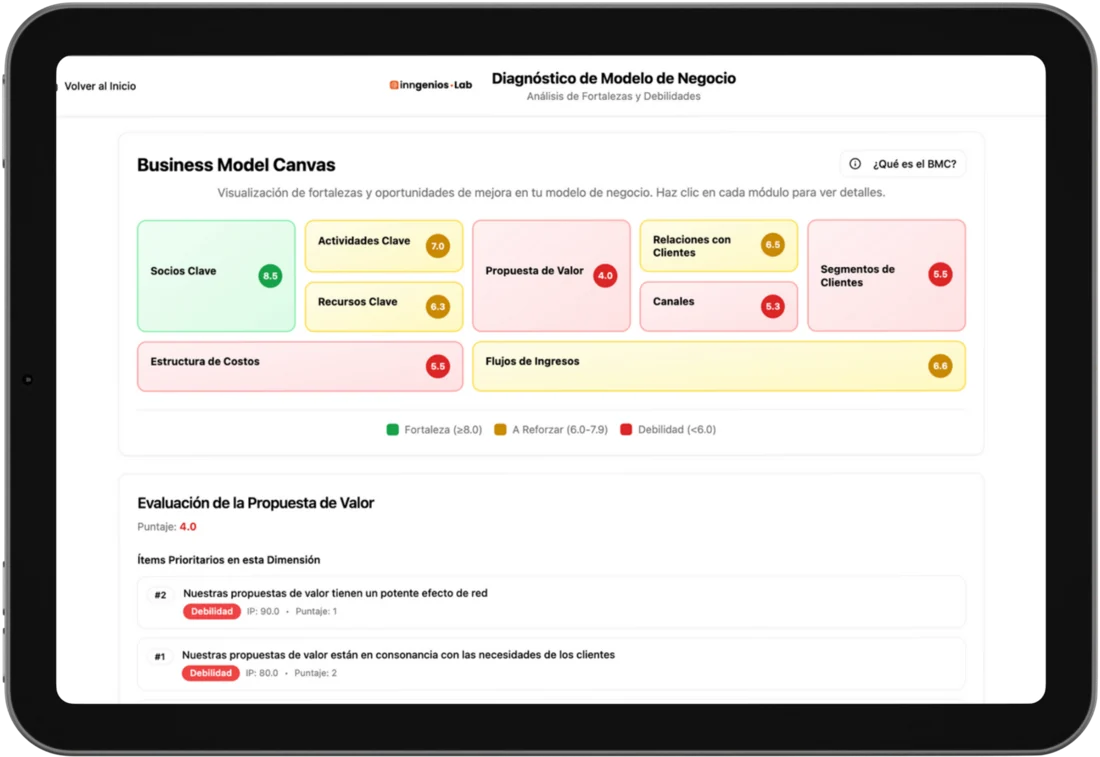 Volver al Inicio
inngenios·Lab
Diagnóstico de Modelo de Negocio
Análisis de Fortalezas y Debilidades
Business Model Canvas
¿Qué es el BMC?
Visualización de fortalezas y oportunidades de mejora en tu modelo de negocio. Haz clic en cada módulo para ver detalles.
Socios Clave
8.5
Actividades Clave
7.0
Recursos Clave
6.3
Propuesta de Valor
4.0
Relaciones con
Clientes
6.5
Canales
5.3
Segmentos de
Clientes
5.5
Estructura de Costos
5.5
Flujos de Ingresos
6.6
Fortaleza (≥8.0)
A Reforzar (6.0-7.9)
Debilidad (<6.0)
Evaluación de la Propuesta de Valor
Puntaje: 4.0
Ítems Prioritarios en esta Dimensión
#2
Nuestras propuestas de valor tienen un potente efecto de red
Debilidad IP: 90.0 • Puntaje: 1
#1
Nuestras propuestas de valor están en consonancia con las necesidades de los clientes
Debilidad IP: 80.0 • Puntaje: 2